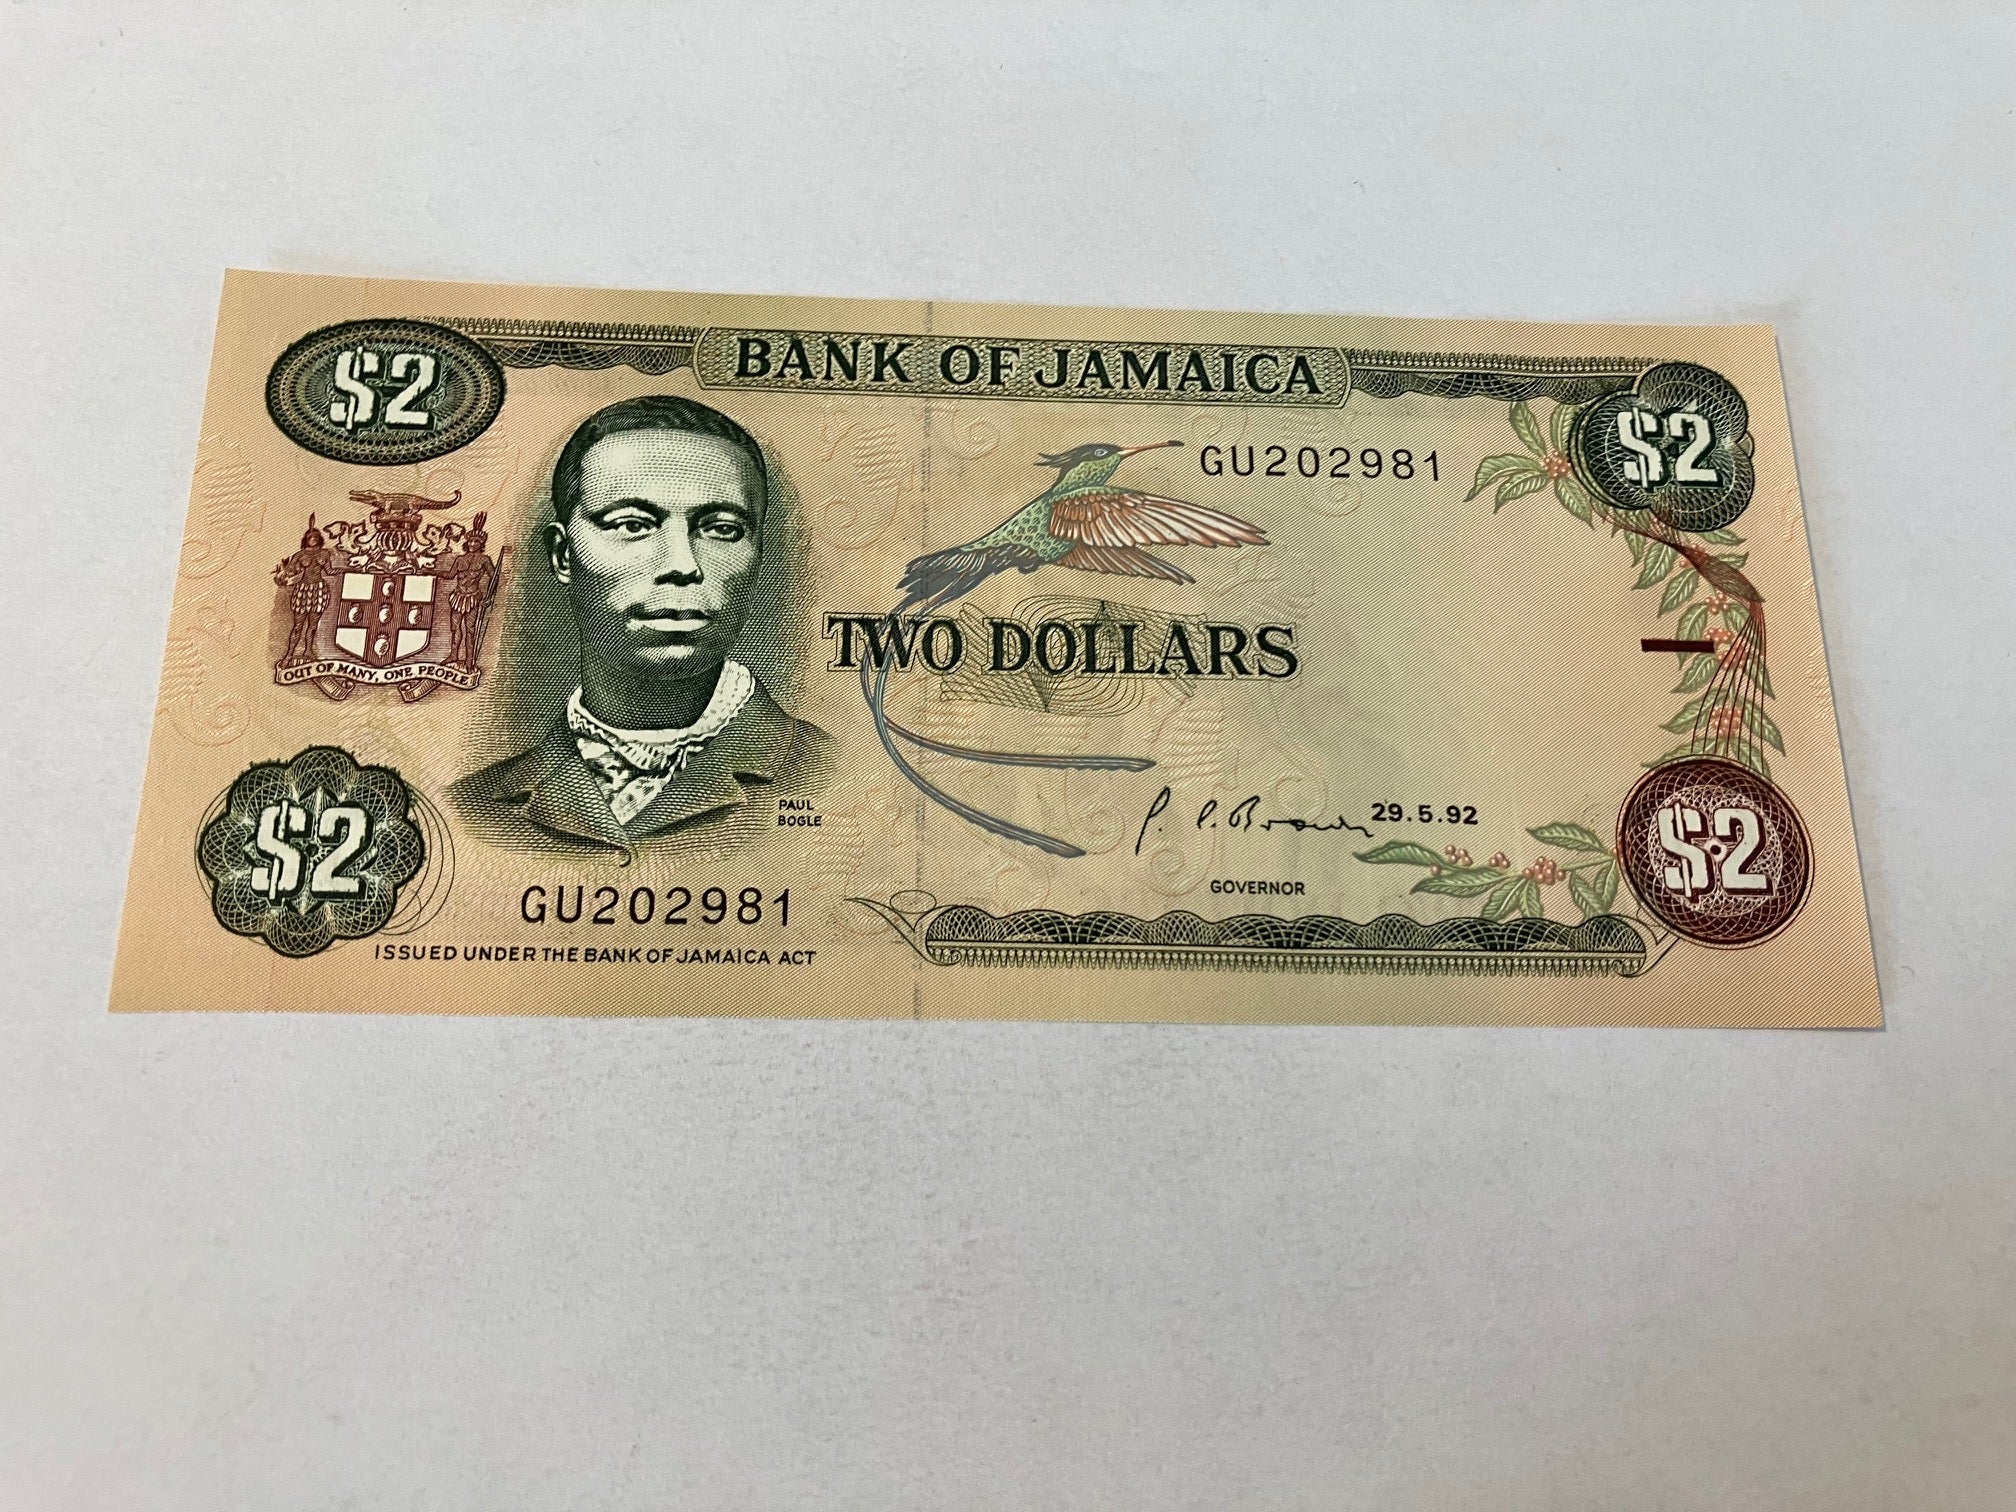 BANK OF JAMAICA
$2
$2
GU202981
OUT OF MANY, ONE PEOPLE
TWO DOLLARS
PAUL
BOGLE
29.5.92
$2
$2
GOVERNOR
GU202981
ISSUED UNDER THE BANK OF JAMAICA ACT